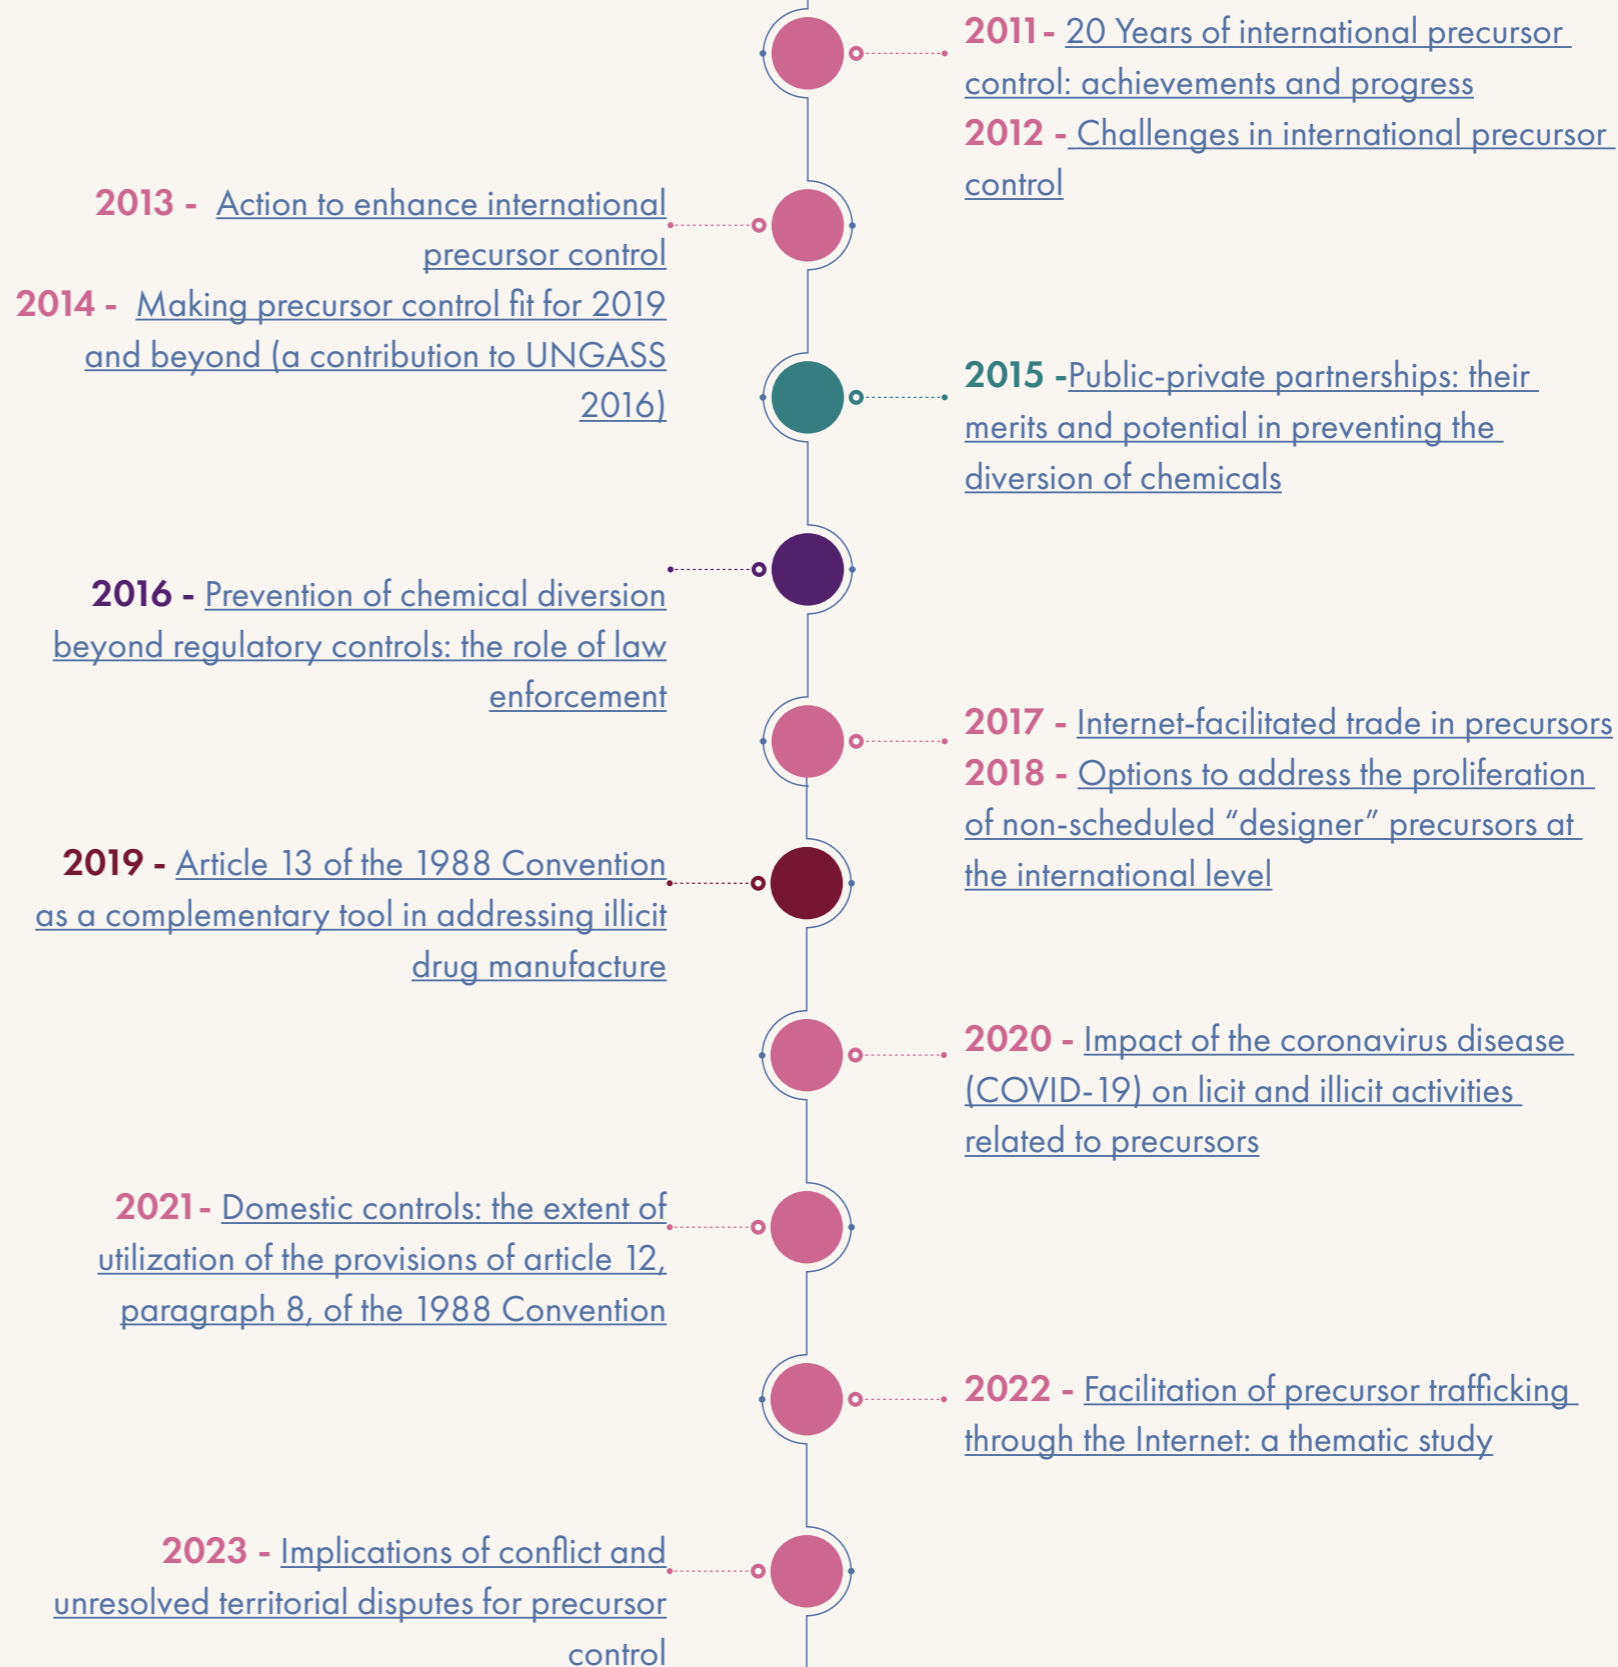 2011- 20 Years of international precursor
control: achievements and progress
2012 - Challenges in international precursor
control
2013 - Action to enhance international
precursor control
2014 - Making precursor control fit for 2019
and beyond (a contribution to UNGASS
2016)
2015 -Public-private partnerships: their
merits and potential in preventing the
diversion of chemicals
2016 - Prevention of chemical diversion
beyond regulatory controls: the role of law
enforcement
2017 - Internet-facilitated trade in precursors
2018 - Options to address the proliferation
of non-scheduled “designer” precursors at
the international level
2019 - Article 13 of the 1988 Convention
as a complementary tool in addressing illicit
drug manufacture
2020 - Impact of the coronavirus disease
(COVID-19) on licit and illicit activities
related to precursors
2021- Domestic controls: the extent of
utilization of the provisions of article 12,
paragraph 8, of the 1988 Convention
2022 - Facilitation of precursor trafficking
through the Internet: a thematic study
2023 - Implications of conflict and
unresolved territorial disputes for precursor
control